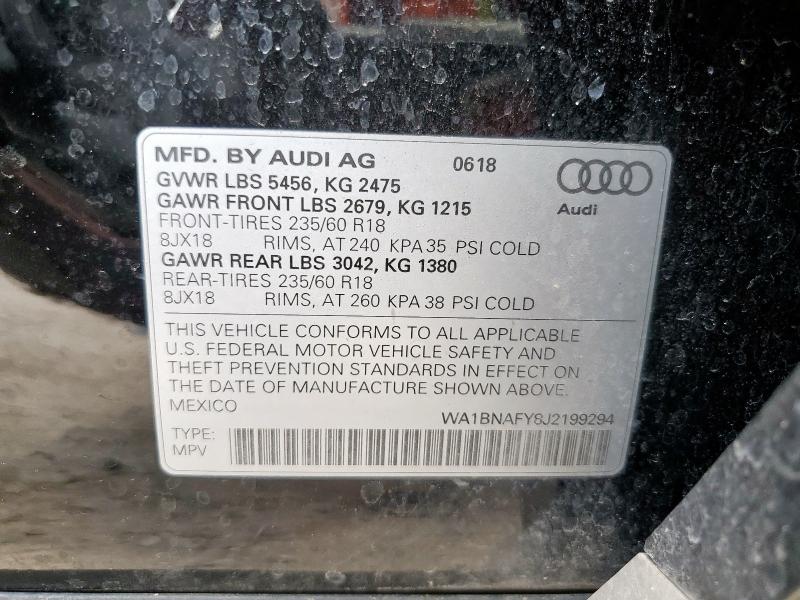 MFD. BY AUDI AG 0618
GVWR LBS 5456, KG 2475
GAWR FRONT LBS 2679, KG 1215
Audi
FRONT-TIRES 235/60 R18
8JX18 RIMS, AT 240 KPA 35 PSI COLD
GAWR REAR LBS 3042, KG 1380
REAR-TIRES 235/60 R18
8JX18 RIMS, AT 260 KPA 38 PSI COLD
THIS VEHICLE CONFORMS TO ALL APPLICABLE
U.S. FEDERAL MOTOR VEHICLE SAFETY AND
THEFT PREVENTION STANDARDS IN EFFECT ON
THE DATE OF MANUFACTURE SHOWN ABOVE.
MEXICO
WA1BNAFY8J2199294
TYPE:
MPV